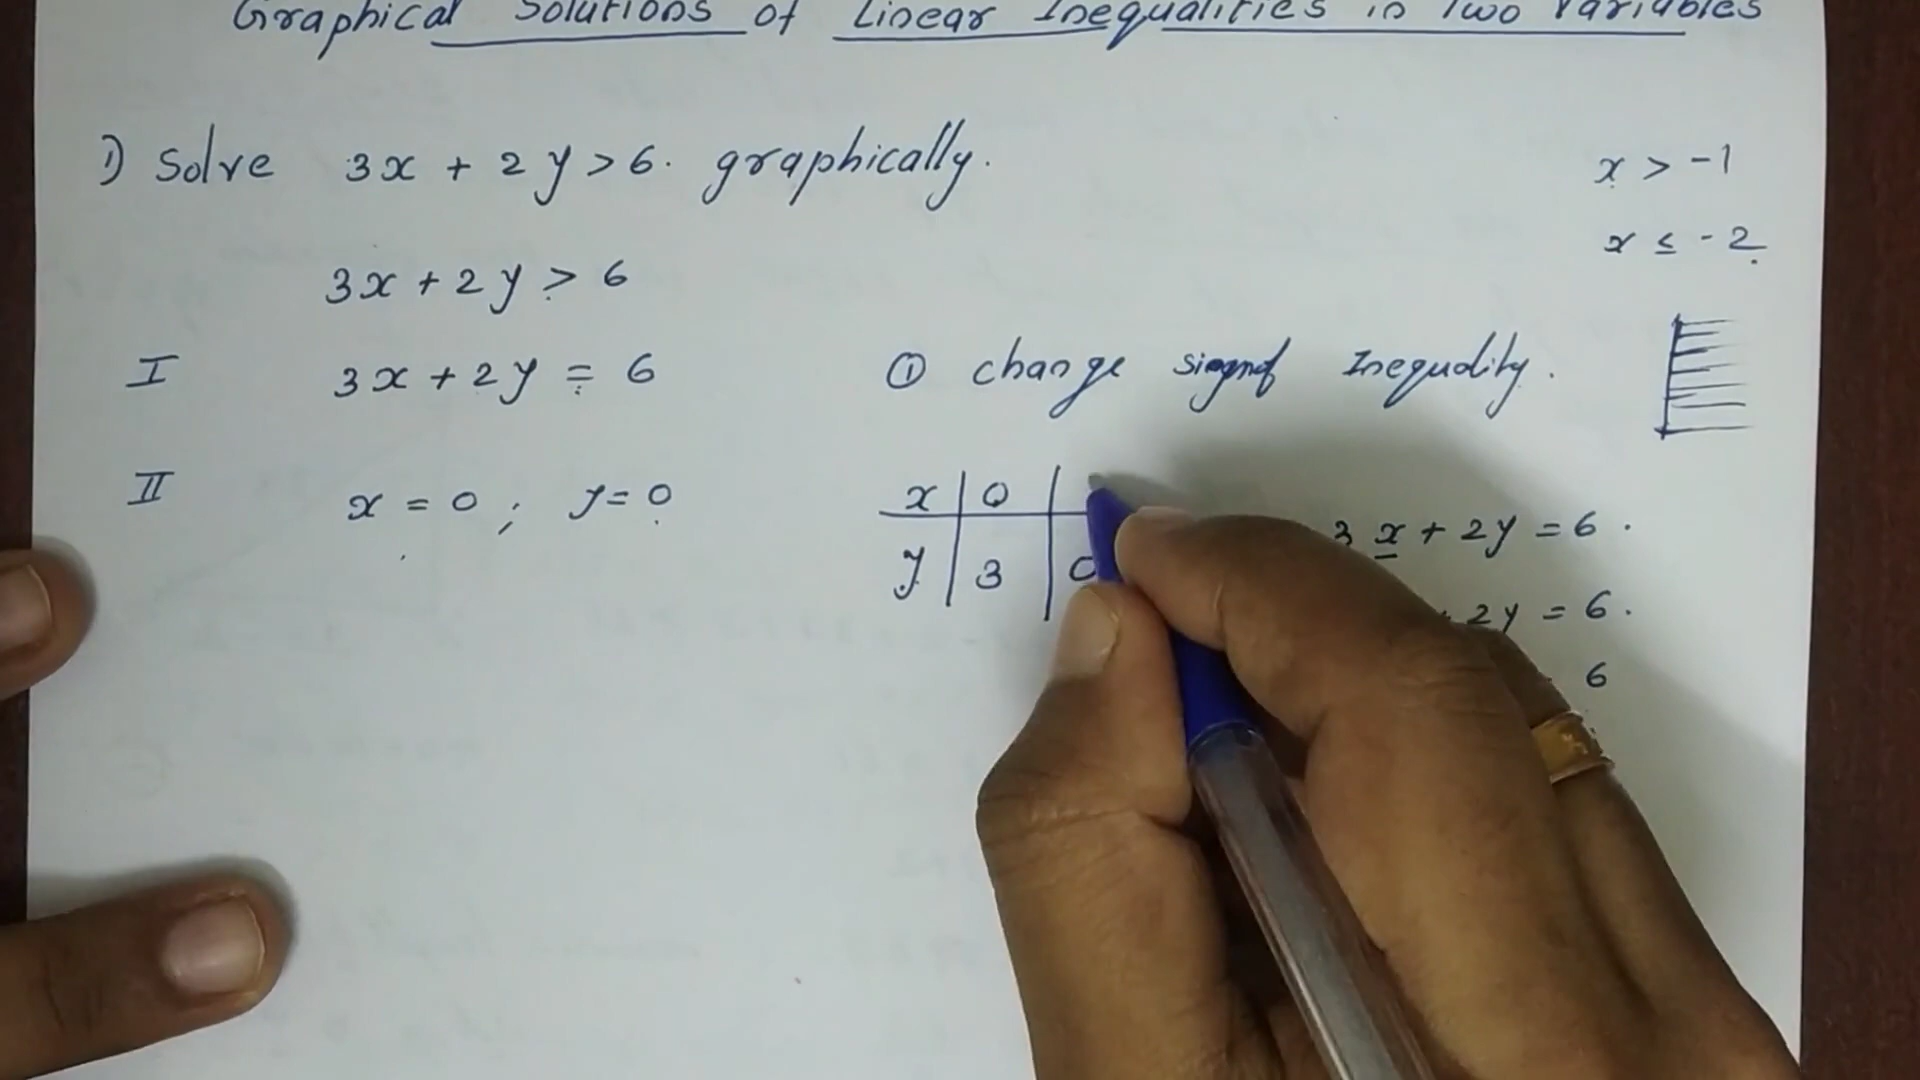 Graphical Solutions of Linear Inequalities in Two Variables
1) Solve 3x + 2y > 6. graphically.
x > -1
x ≤ -2
3x + 2y > 6
I 3x + 2y = 6
① change sign of Inequality.
II x = 0 ; y = 0
x | 0 |
y | 3 | 0
3x + 2y = 6.
2y = 6.
6